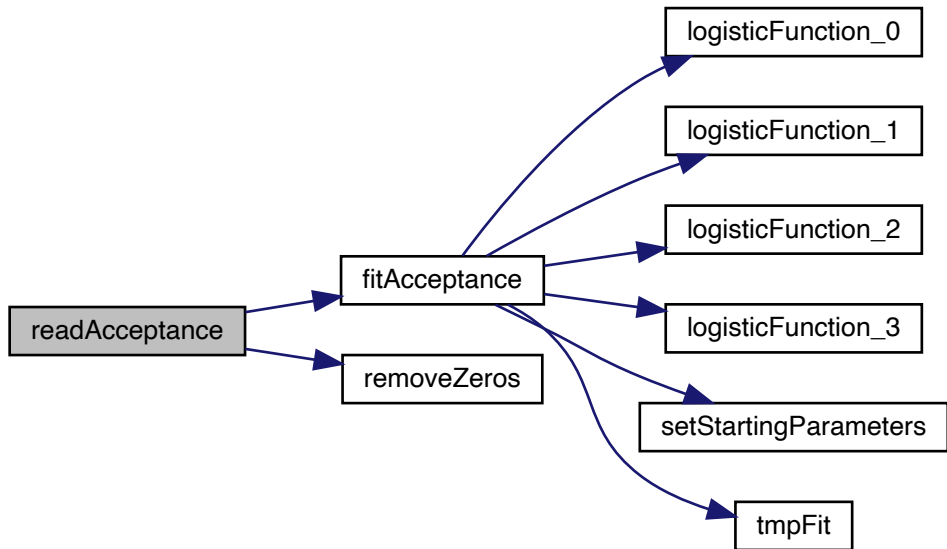 logisticFunction_0
logisticFunction_1
logisticFunction_2
fitAcceptance
logisticFunction_3
readAcceptance
removeZeros
setStartingParameters
tmpFit